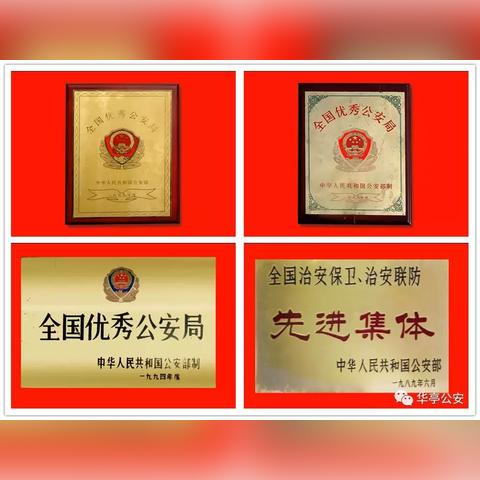 全国优秀公安局
中华人民共和国公安部
全国优秀公安局
中华人民共和国公安部制
全国优秀公安局
中华人民共和国公安部制
一九九四年度
全国治安保卫、治安联防
先进集体
中华人民共和国公安部
一九八九年六月
华亭公安